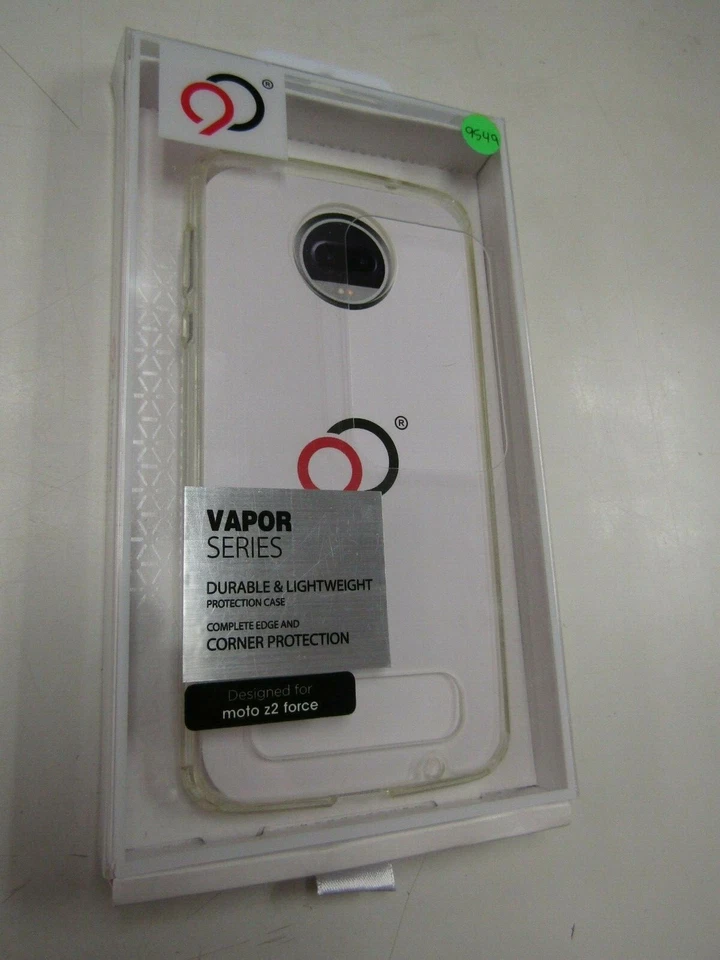 ®
9549
®
VAPOR
SERIES
DURABLE & LIGHTWEIGHT
PROTECTION CASE
COMPLETE EDGE AND
CORNER PROTECTION
Designed for
moto z2 force